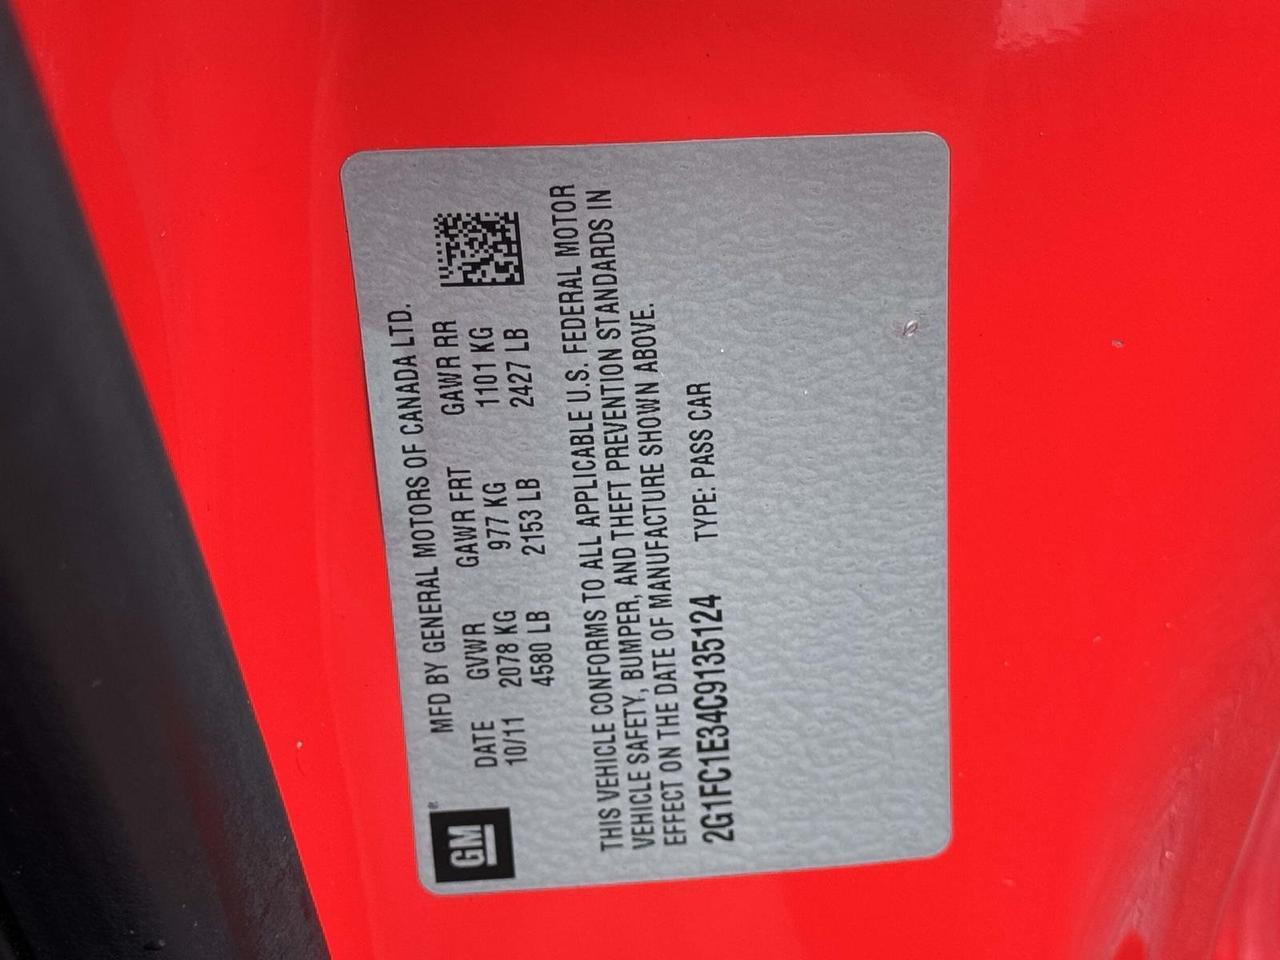 GM®
MFD BY GENERAL MOTORS OF CANADA LTD.
DATE GVWR GAWR FRT GAWR RR
10/11 2078 KG 977 KG 1101 KG
4580 LB 2153 LB 2427 LB
THIS VEHICLE CONFORMS TO ALL APPLICABLE U.S. FEDERAL MOTOR
VEHICLE SAFETY, BUMPER, AND THEFT PREVENTION STANDARDS IN
EFFECT ON THE DATE OF MANUFACTURE SHOWN ABOVE.
2G1FC1E34C9135124 TYPE: PASS CAR